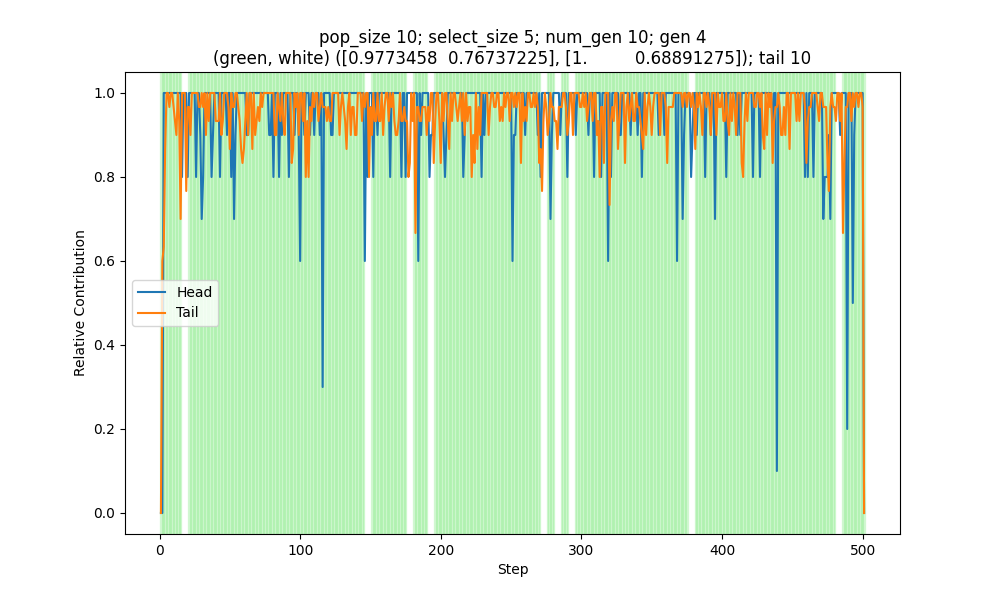 pop_size 10; select_size 5; num_gen 10; gen 4
(green, white) ([0.9773458  0.76737225], [1.         0.68891275]); tail 10
1.0
0.8
0.6
0.4
0.2
0.0
Relative Contribution
Head
Tail
0 100 200 300 400 500
Step